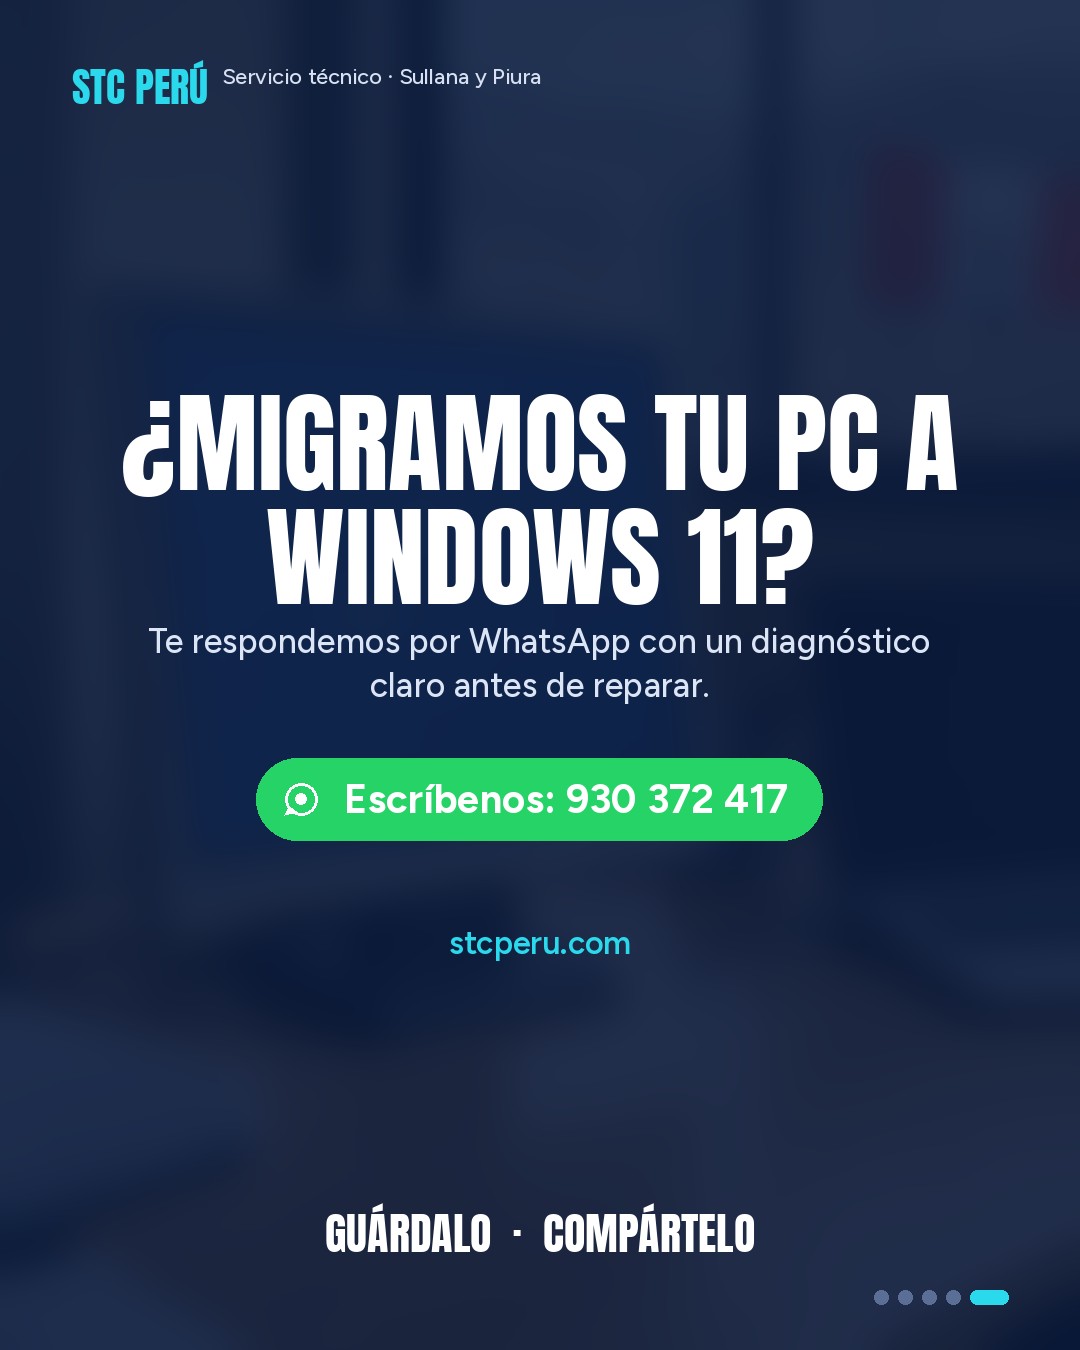 STC PERÚ Servicio técnico · Sullana y Piura
¿MIGRAMOS TU PC A
WINDOWS 11?
Te respondemos por WhatsApp con un diagnóstico
claro antes de reparar.
Escríbenos: 930 372 417
stcperu.com
GUÁRDALO · COMPÁRTELO